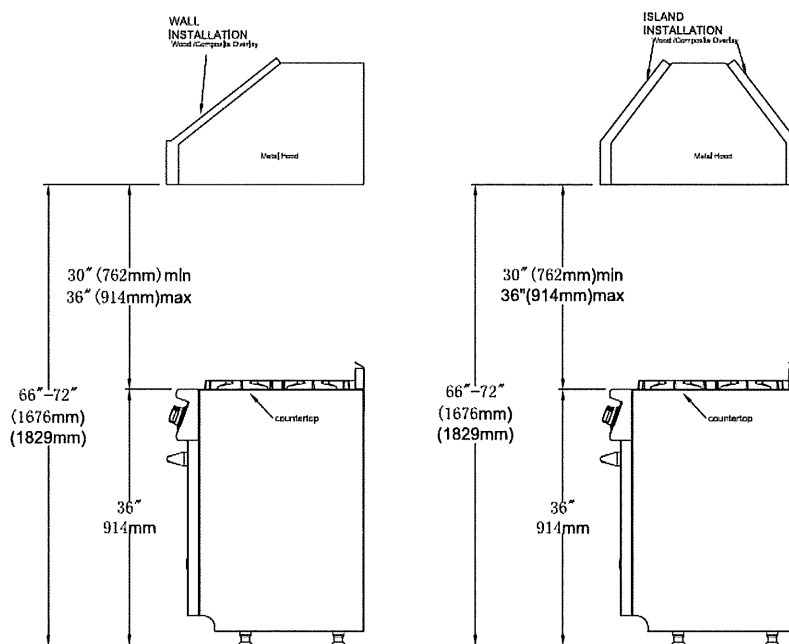 WALL
INSTALLATION
Wood/Composite Overlay
Metal Hood
30″ (762mm) min
36″ (914mm)max
66″-72″
(1676mm)
(1829mm)
countertop
36″
914mm
ISLAND
INSTALLATION
Wood/Composite Overlay
Metal Hood
30″ (762mm)min
36"(914mm)max
66″-72″
(1676mm)
(1829mm)
countertop
36″
914mm